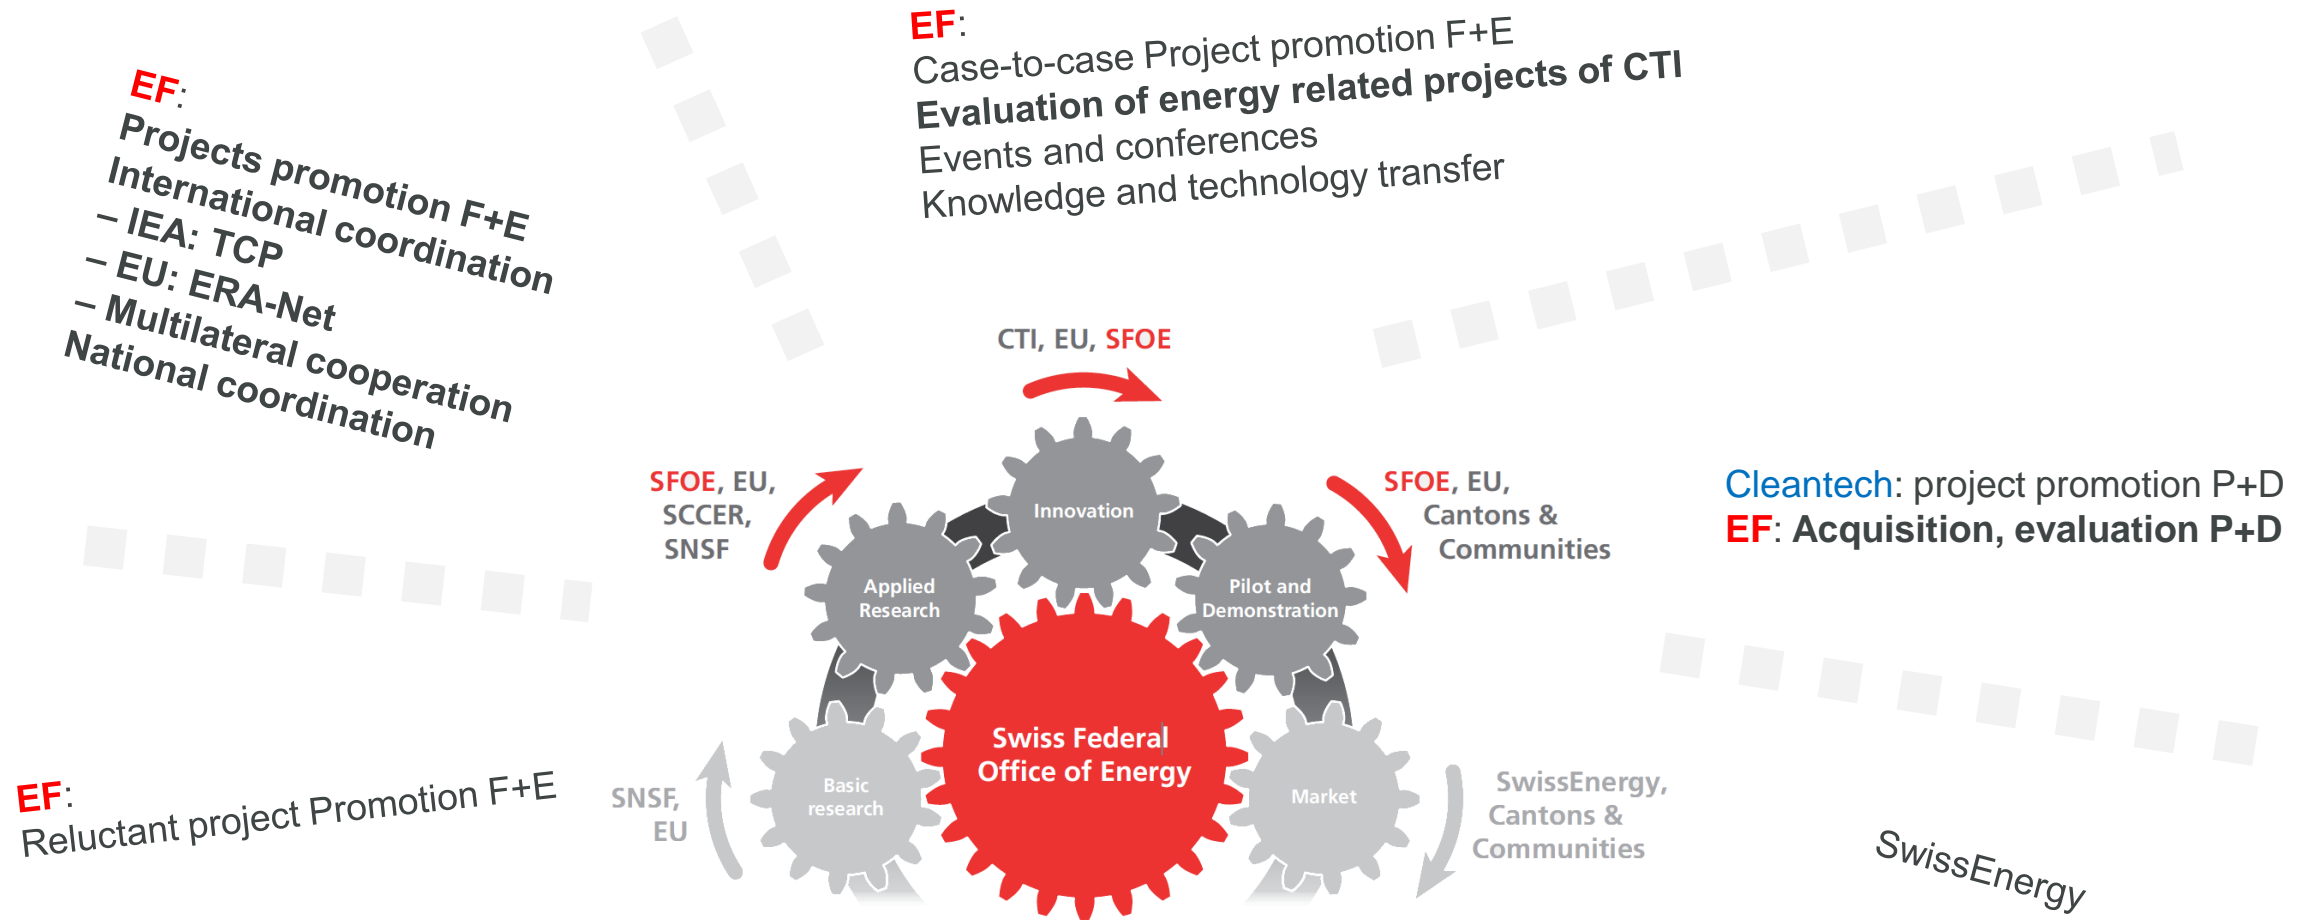 EF:
Projects promotion F+E
International coordination
– IEA: TCP
– EU: ERA-Net
– Multilateral cooperation
National coordination
EF:
Case-to-case Project promotion F+E
Evaluation of energy related projects of CTI
Events and conferences
Knowledge and technology transfer
CTI, EU, SFOE
SFOE, EU,
SCCER,
SNSF
Innovation
SFOE, EU,
Cantons &
Communities
Cleantech: project promotion P+D
EF: Acquisition, evaluation P+D
Applied
Research
Pilot and
Demonstration
Swiss Federal
Office of Energy
EF:
Reluctant project Promotion F+E
SNSF,
EU
Basic
research
Market
SwissEnergy,
Cantons &
Communities
SwissEnergy